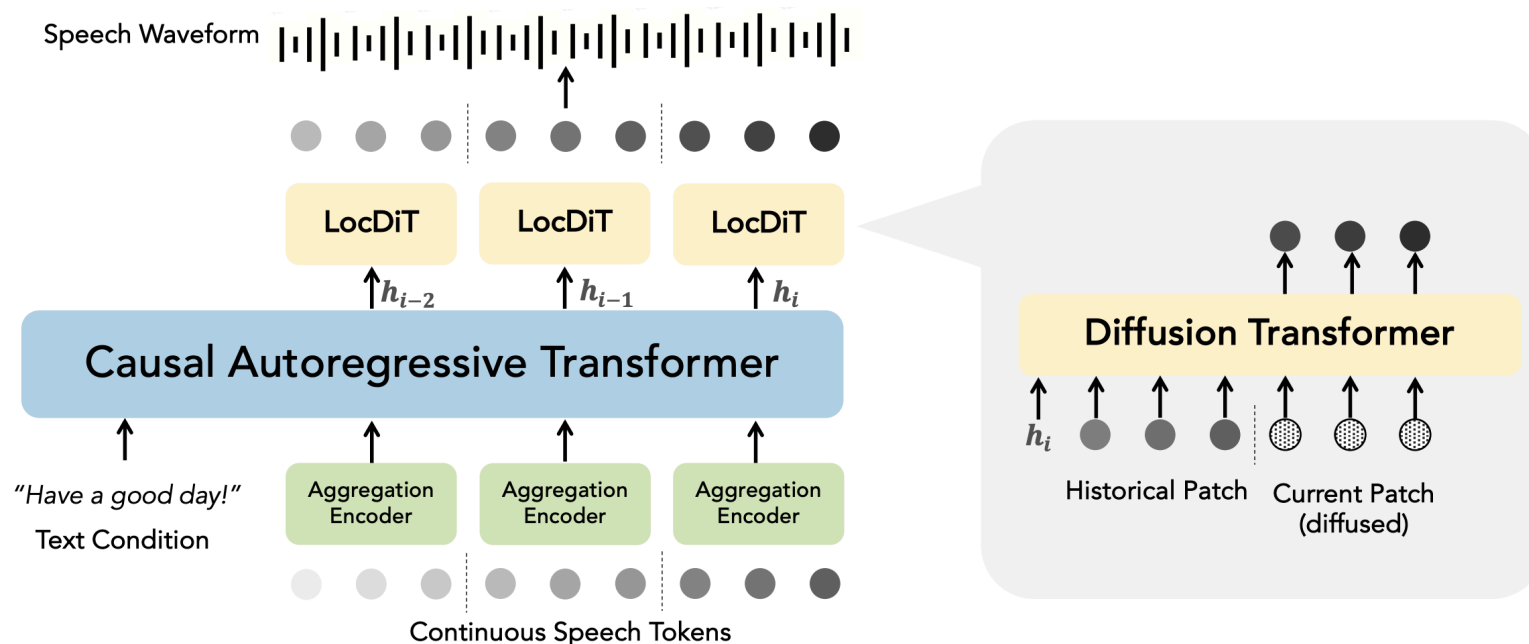 Speech Waveform
LocDiT
LocDiT
LocDiT
h_{i-2}
h_{i-1}
h_i
Causal Autoregressive Transformer
“Have a good day!”
Text Condition
Aggregation
Encoder
Aggregation
Encoder
Aggregation
Encoder
Continuous Speech Tokens
Diffusion Transformer
h_i
Historical Patch
Current Patch
(diffused)